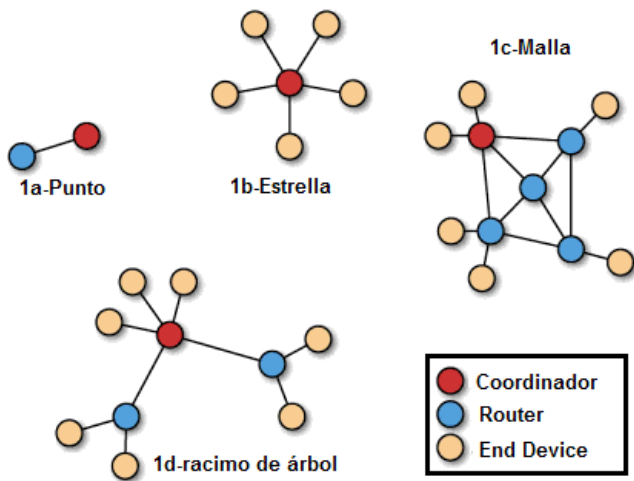 1c-Malla
1a-Punto
1b-Estrella
1d-racimo de árbol
Coordinador
Router
End Device